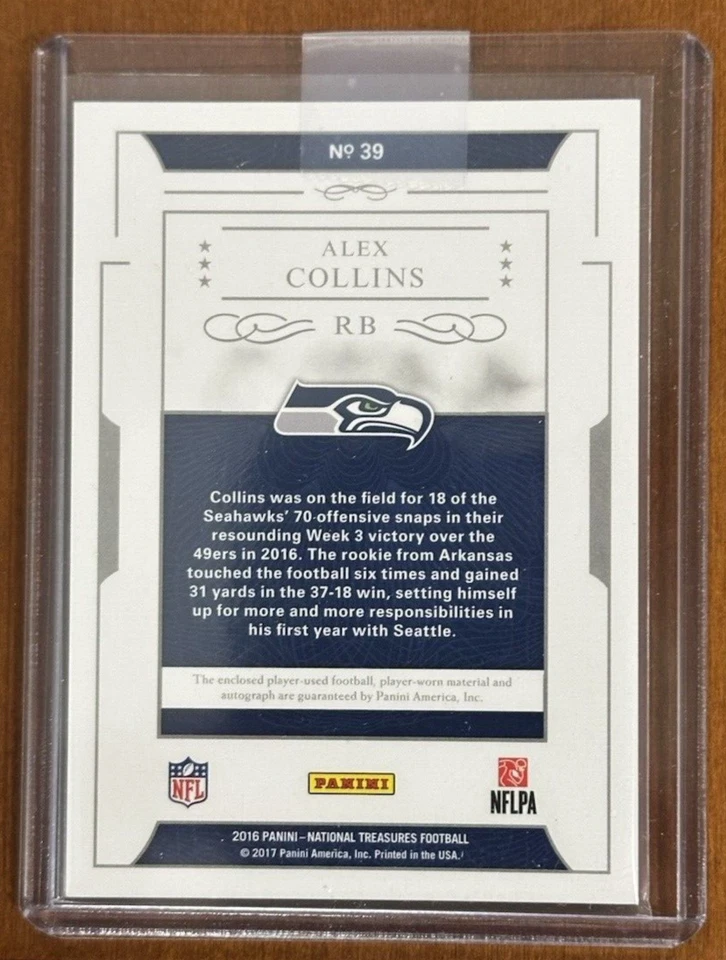 Nº 39
ALEX
COLLINS
RB
Collins was on the field for 18 of the
Seahawks' 70 offensive snaps in their
resounding Week 3 victory over the
49ers in 2016. The rookie from Arkansas
touched the football six times and gained
31 yards in the 37-18 win, setting himself
up for more and more responsibilities in
his first year with Seattle.
The enclosed player-used football, player-worn material and
autograph are guaranteed by Panini America, Inc.
NFL
PANINI
NFLPA
2016 PANINI – NATIONAL TREASURES FOOTBALL
© 2017 Panini America, Inc. Printed in the USA.